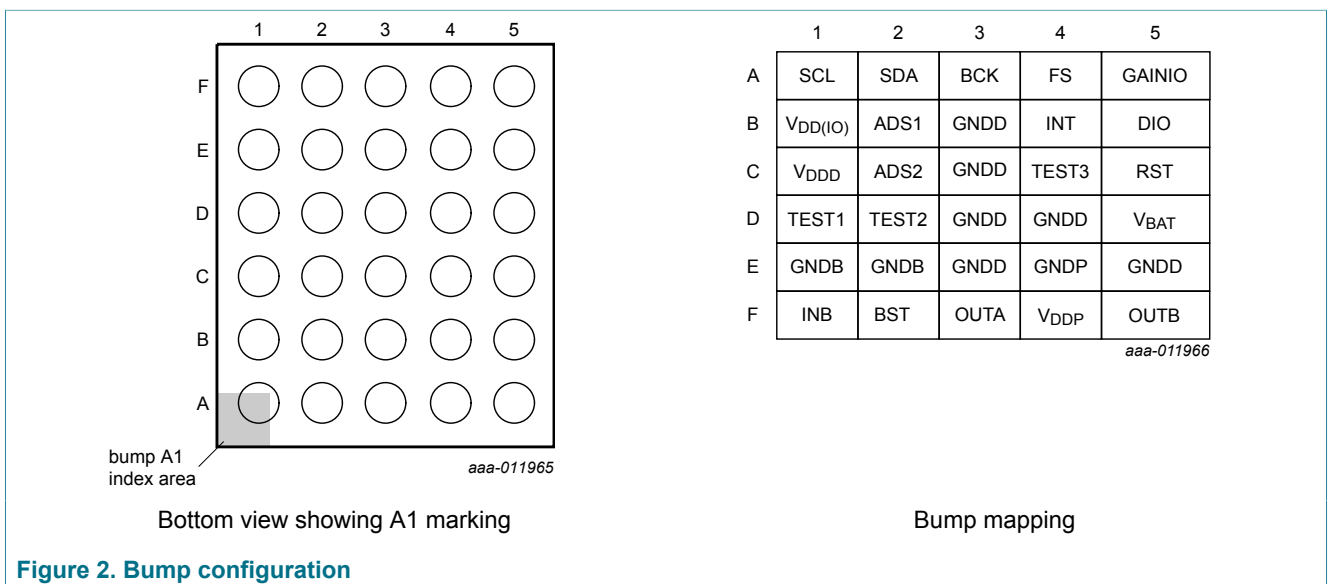 1 2 3 4 5
F
E
D
C
B
A
bump A1
index area
aaa-011965
Bottom view showing A1 marking
1 2 3 4 5
A SCL SDA BCK FS GAINIO
B VDD(IO) ADS1 GNDD INT DIO
C VDDD ADS2 GNDD TEST3 RST
D TEST1 TEST2 GNDD GNDD VBAT
E GNDB GNDB GNDD GNDP GNDD
F INB BST OUTA VDDP OUTB
aaa-011966
Bump mapping
Figure 2. Bump configuration